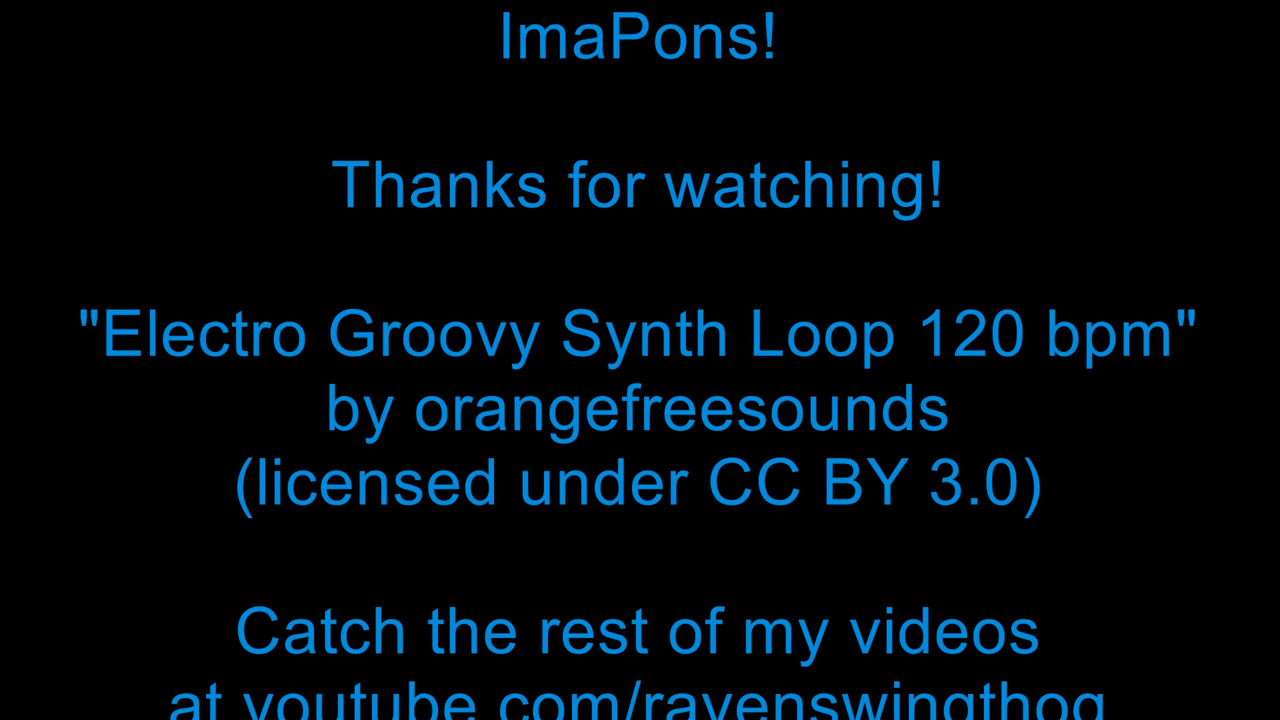 ImaPons!
Thanks for watching!
"Electro Groovy Synth Loop 120 bpm"
by orangefreesounds
(licensed under CC BY 3.0)
Catch the rest of my videos
at youtube.com/ravenswingthog